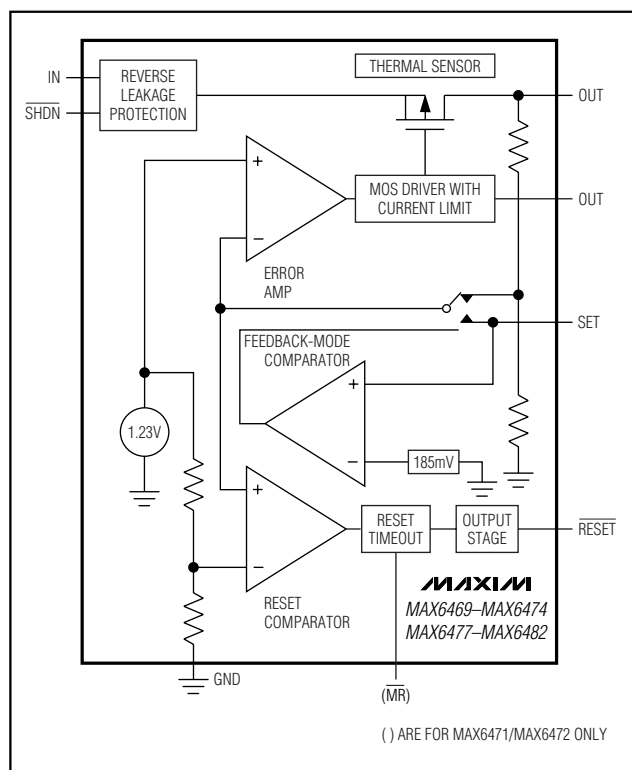 IN
SHDN
REVERSE
LEAKAGE
PROTECTION
THERMAL SENSOR
OUT
+
−
MOS DRIVER WITH
CURRENT LIMIT
OUT
ERROR
AMP
SET
FEEDBACK-MODE
COMPARATOR
+
−
1.23V
185mV
+
−
RESET
TIMEOUT
OUTPUT
STAGE
RESET
RESET
COMPARATOR
MAXIM
MAX6469–MAX6474
MAX6477–MAX6482
GND
(MR)
( ) ARE FOR MAX6471/MAX6472 ONLY